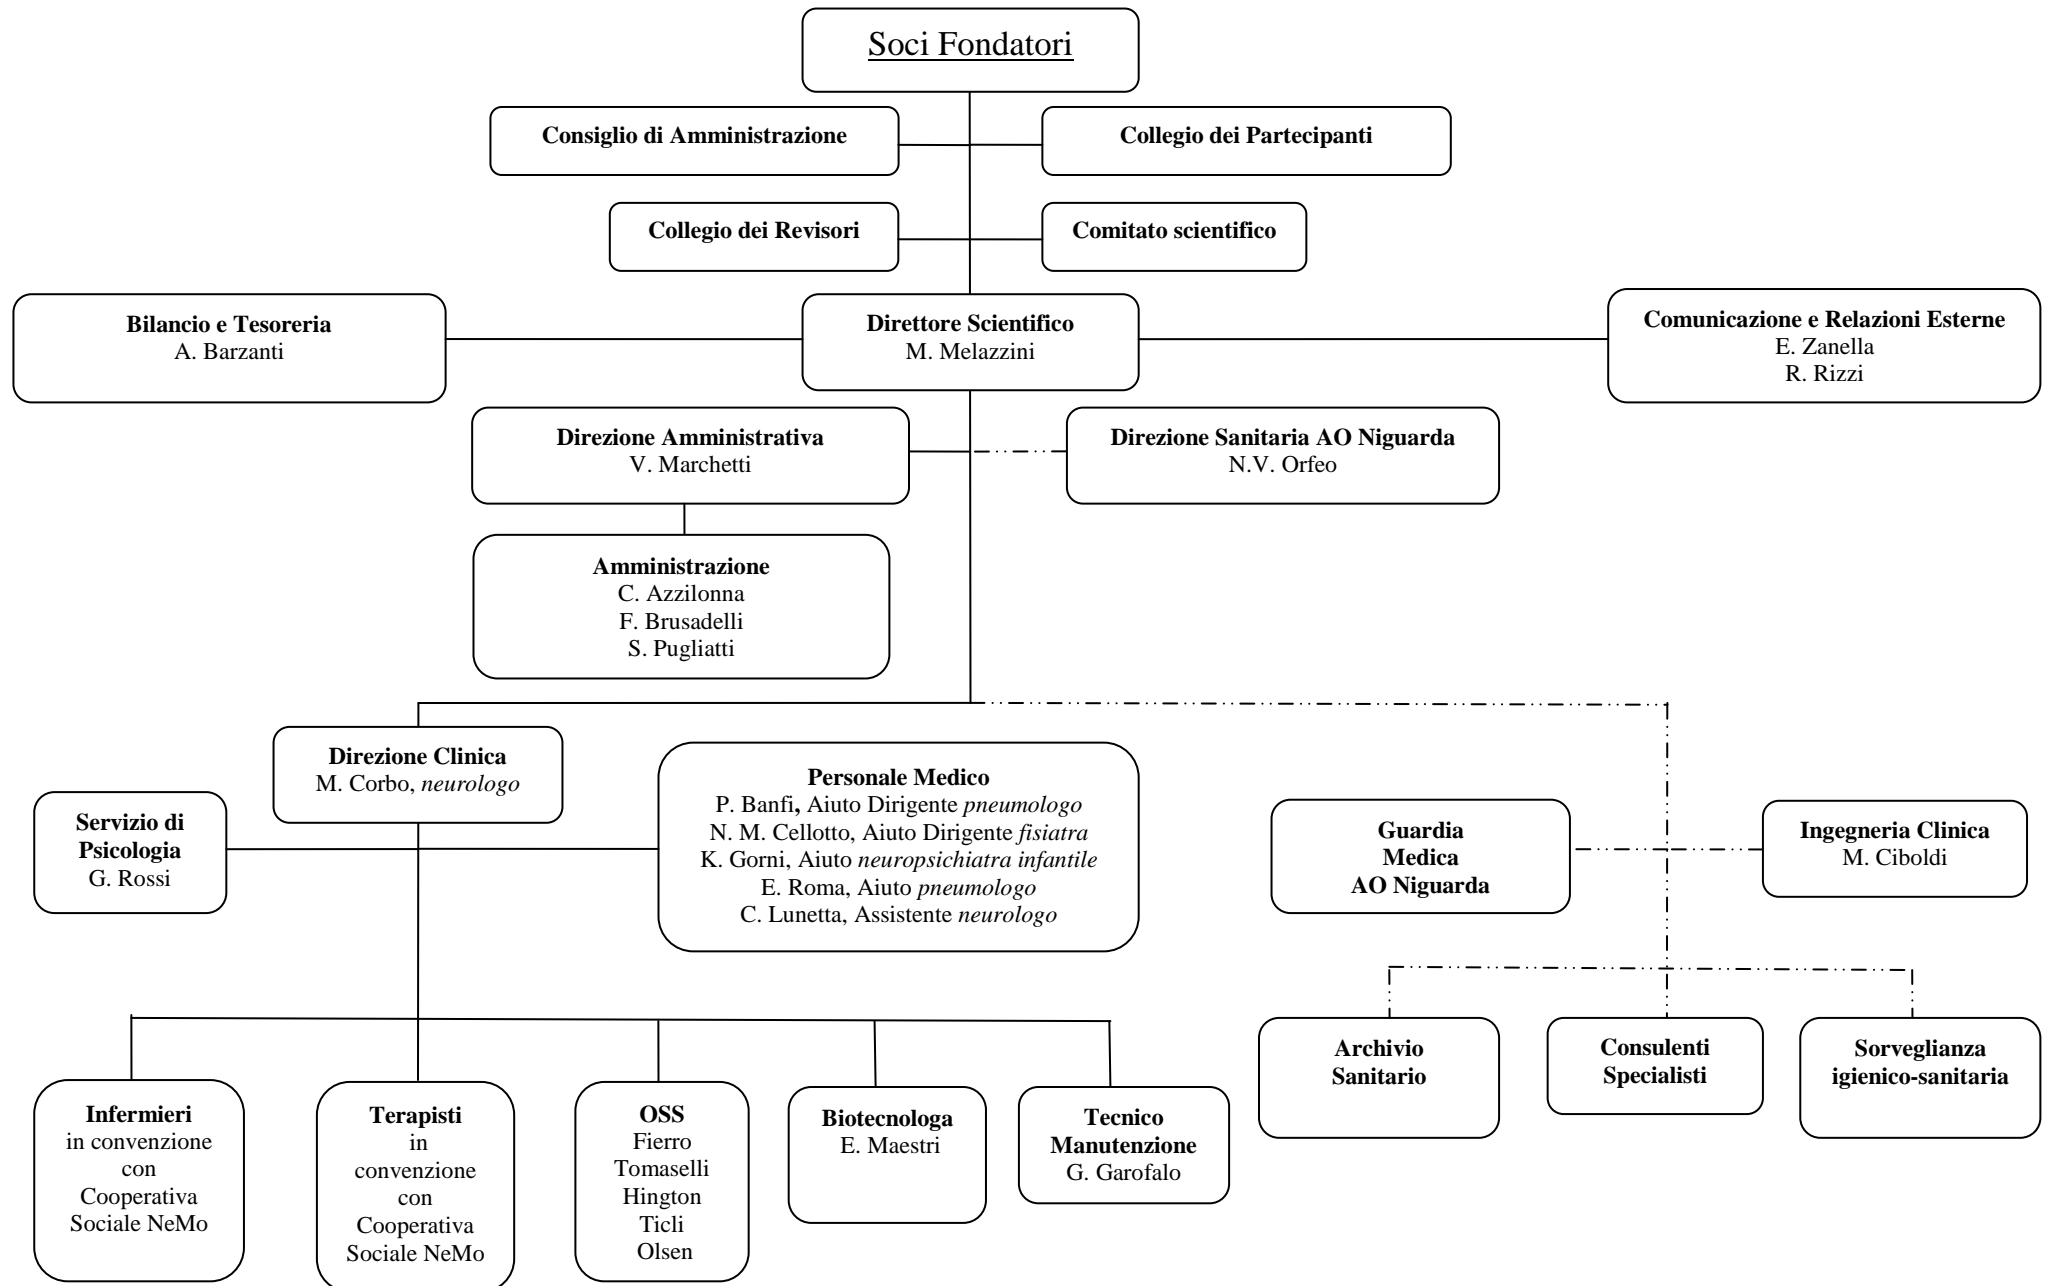 Soci Fondatori
Consiglio di Amministrazione
Collegio dei Partecipanti
Collegio dei Revisori
Comitato scientifico
Bilancio e Tesoreria
A. Barzanti
Direttore Scientifico
M. Melazzini
Comunicazione e Relazioni Esterne
E. Zanella
R. Rizzi
Direzione Amministrativa
V. Marchetti
Direzione Sanitaria AO Niguarda
N.V. Orfeo
Amministrazione
C. Azzilonna
F. Brusadelli
S. Pugliatti
Direzione Clinica
M. Corbo, neurologo
Servizio di
Psicologia
G. Rossi
Personale Medico
P. Banfi, Aiuto Dirigente pneumologo
N. M. Cellotto, Aiuto Dirigente fisiatra
K. Gorni, Aiuto neuropsichiatra infantile
E. Roma, Aiuto pneumologo
C. Lunetta, Assistente neurologo
Guardia
Medica
AO Niguarda
Ingegneria Clinica
M. Ciboldi
Infermieri
in convenzione
con
Cooperativa
Sociale NeMo
Terapisti
in
convenzione
con
Cooperativa
Sociale NeMo
OSS
Fierro
Tomaselli
Hington
Ticli
Olsen
Biotecnologa
E. Maestri
Tecnico
Manutenzione
G. Garofalo
Archivio
Sanitario
Consulenti
Specialisti
Sorveglianza
igienico-sanitaria